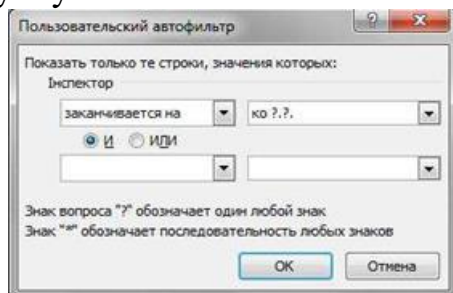 Пользовательский автофильтр
Показать только те строки, значения которых:
Інспектор
заканчивается на ко ?.?.
И ИЛИ
Знак вопроса "?" обозначает один любой знак
Знак "*" обозначает последовательность любых знаков
ОК Отмена